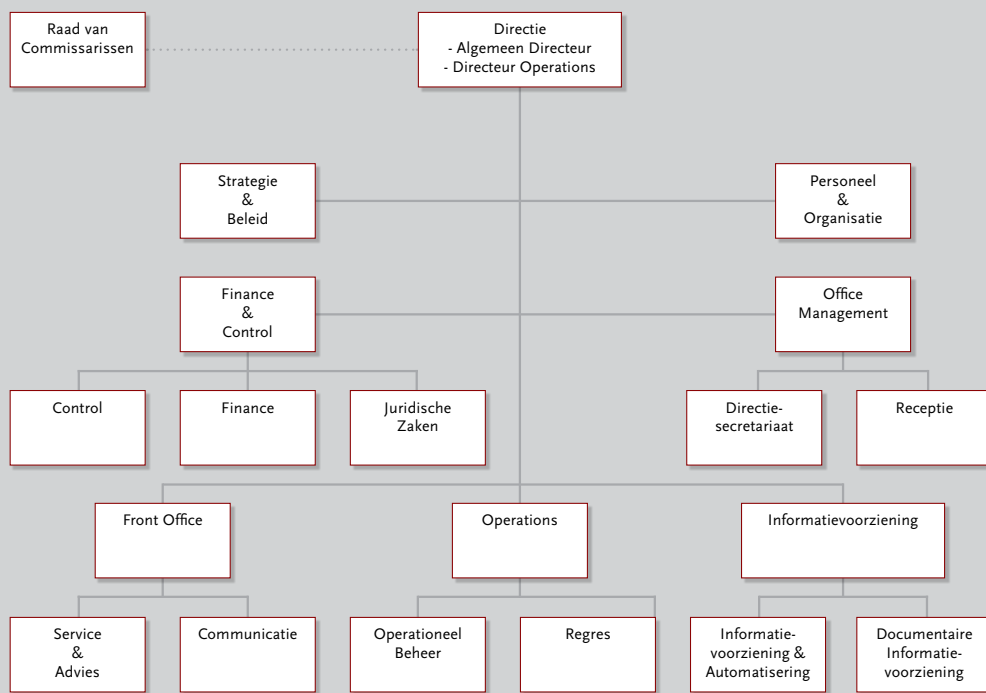 Raad van
Commissarissen
Directie
- Algemeen Directeur
- Directeur Operations
Strategie
&
Beleid
Personeel
&
Organisatie
Finance
&
Control
Office
Management
Control
Finance
Juridische
Zaken
Directie-
secretariaat
Receptie
Front Office
Operations
Informatievoorziening
Service
&
Advies
Communicatie
Operationeel
Beheer
Regres
Informatie-
voorziening &
Automatisering
Documentaire
Informatie-
voorziening